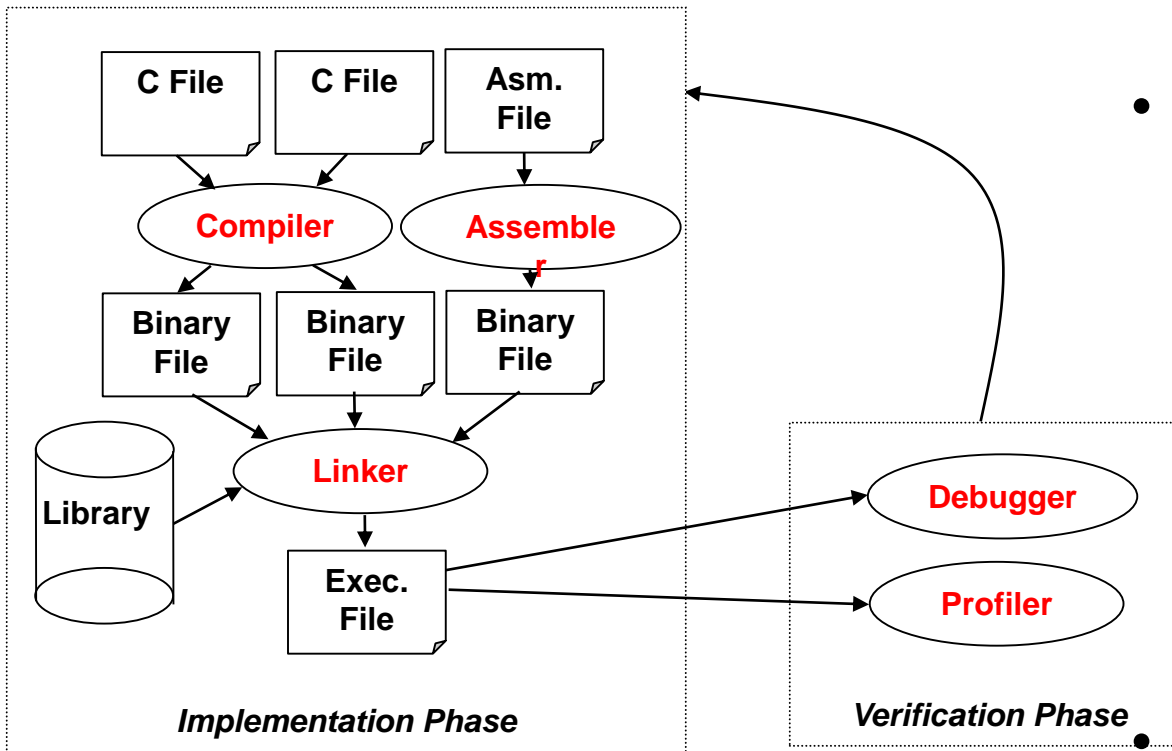 C File
C File
Asm.
File
Compiler
Assemble
r
Binary
File
Binary
File
Binary
File
Linker
Library
Debugger
Exec.
File
Profiler
Implementation Phase
Verification Phase